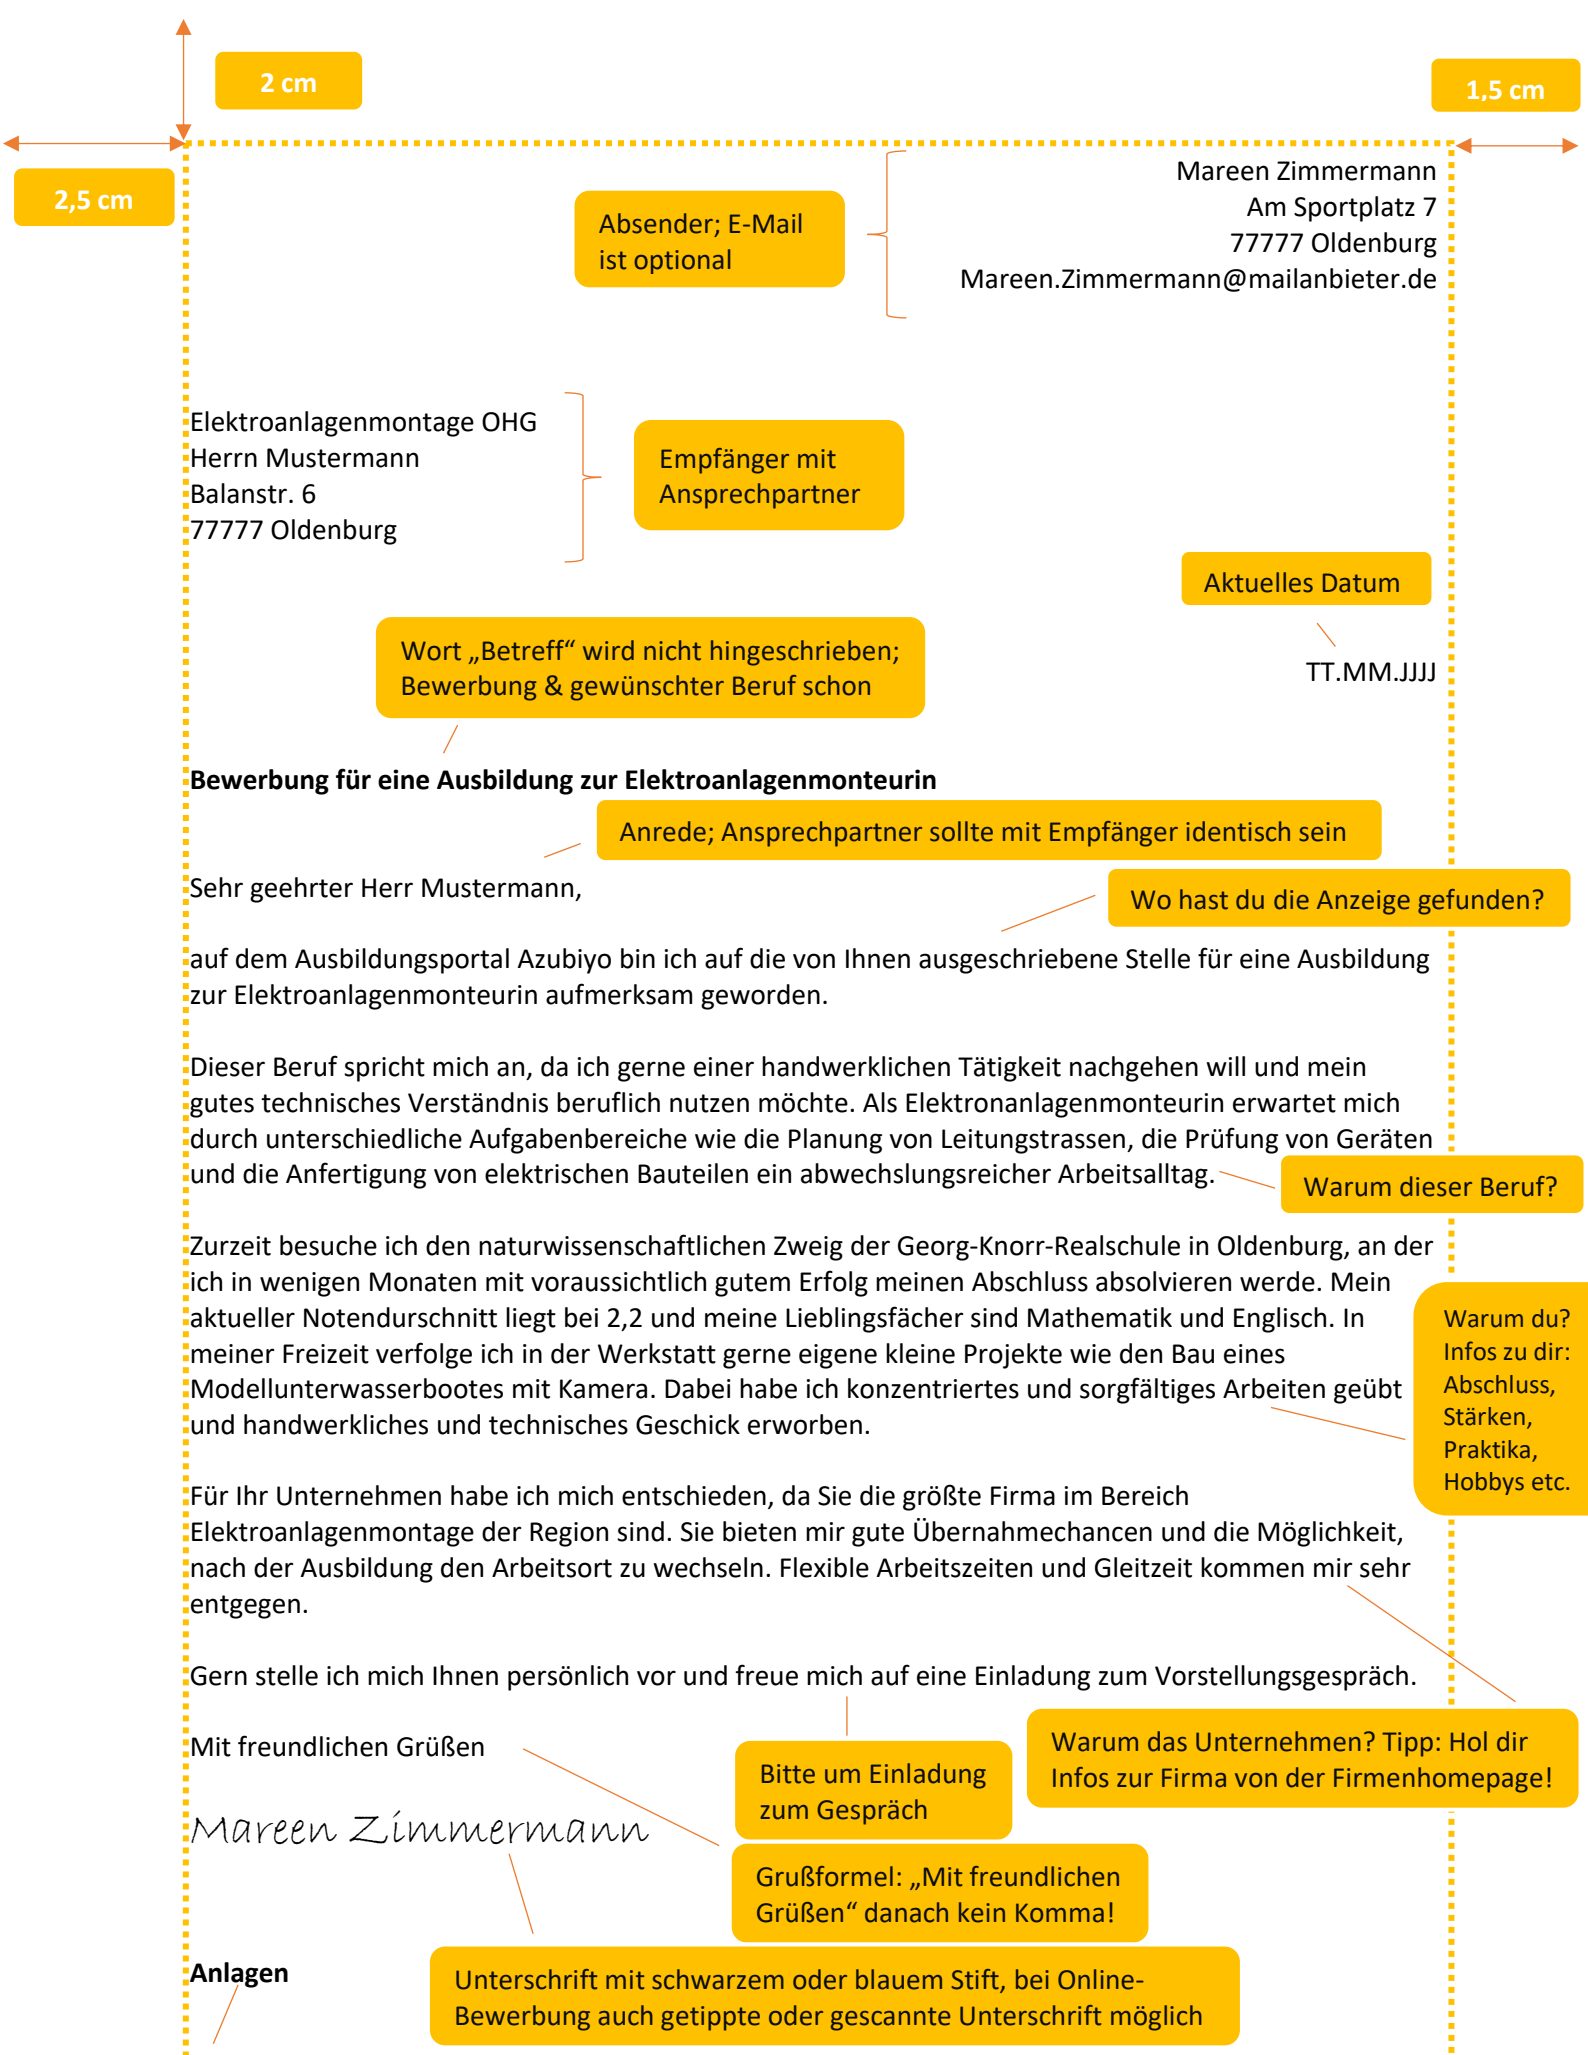 2 cm
1,5 cm
2,5 cm
Absender; E-Mail
ist optional
Mareen Zimmermann
Am Sportplatz 7
77777 Oldenburg
Mareen.Zimmermann@mailanbieter.de
Elektroanlagenmontage OHG
Herrn Mustermann
Balanstr. 6
77777 Oldenburg
Empfänger mit
Ansprechpartner
Aktuelles Datum
TT.MM.JJJJ
Wort „Betreff“ wird nicht hingeschrieben;
Bewerbung & gewünschter Beruf schon
Bewerbung für eine Ausbildung zur Elektroanlagenmonteurin
Anrede; Ansprechpartner sollte mit Empfänger identisch sein
Sehr geehrter Herr Mustermann,
Wo hast du die Anzeige gefunden?
auf dem Ausbildungsportal Azubiyo bin ich auf die von Ihnen ausgeschriebene Stelle für eine Ausbildung
zur Elektroanlagenmonteurin aufmerksam geworden.
Dieser Beruf spricht mich an, da ich gerne einer handwerklichen Tätigkeit nachgehen will und mein
gutes technisches Verständnis beruflich nutzen möchte. Als Elektronanlagenmonteurin erwartet mich
durch unterschiedliche Aufgabenbereiche wie die Planung von Leitungstrassen, die Prüfung von Geräten
und die Anfertigung von elektrischen Bauteilen ein abwechslungsreicher Arbeitsalltag.
Warum dieser Beruf?
Zurzeit besuche ich den naturwissenschaftlichen Zweig der Georg-Knorr-Realschule in Oldenburg, an der
ich in wenigen Monaten mit voraussichtlich gutem Erfolg meinen Abschluss absolvieren werde. Mein
aktueller Notendurschnitt liegt bei 2,2 und meine Lieblingsfächer sind Mathematik und Englisch. In
meiner Freizeit verfolge ich in der Werkstatt gerne eigene kleine Projekte wie den Bau eines
Modellunterwasserbootes mit Kamera. Dabei habe ich konzentriertes und sorgfältiges Arbeiten geübt
und handwerkliches und technisches Geschick erworben.
Warum du?
Infos zu dir:
Abschluss,
Stärken,
Praktika,
Hobbys etc.
Für Ihr Unternehmen habe ich mich entschieden, da Sie die größte Firma im Bereich
Elektroanlagenmontage der Region sind. Sie bieten mir gute Übernahmechancen und die Möglichkeit,
nach der Ausbildung den Arbeitsort zu wechseln. Flexible Arbeitszeiten und Gleitzeit kommen mir sehr
entgegen.
Gern stelle ich mich Ihnen persönlich vor und freue mich auf eine Einladung zum Vorstellungsgespräch.
Warum das Unternehmen? Tipp: Hol dir
Infos zur Firma von der Firmenhomepage!
Mit freundlichen Grüßen
Bitte um Einladung
zum Gespräch
Mareen Zimmermann
Grußformel: „Mit freundlichen
Grüßen“ danach kein Komma!
Anlagen
Unterschrift mit schwarzem oder blauem Stift, bei Online-
Bewerbung auch getippte oder gescannte Unterschrift möglich